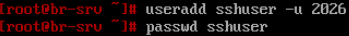 [root@br-srv ~]# useradd sshuser -u 2026
[root@br-srv ~]# passwd sshuser